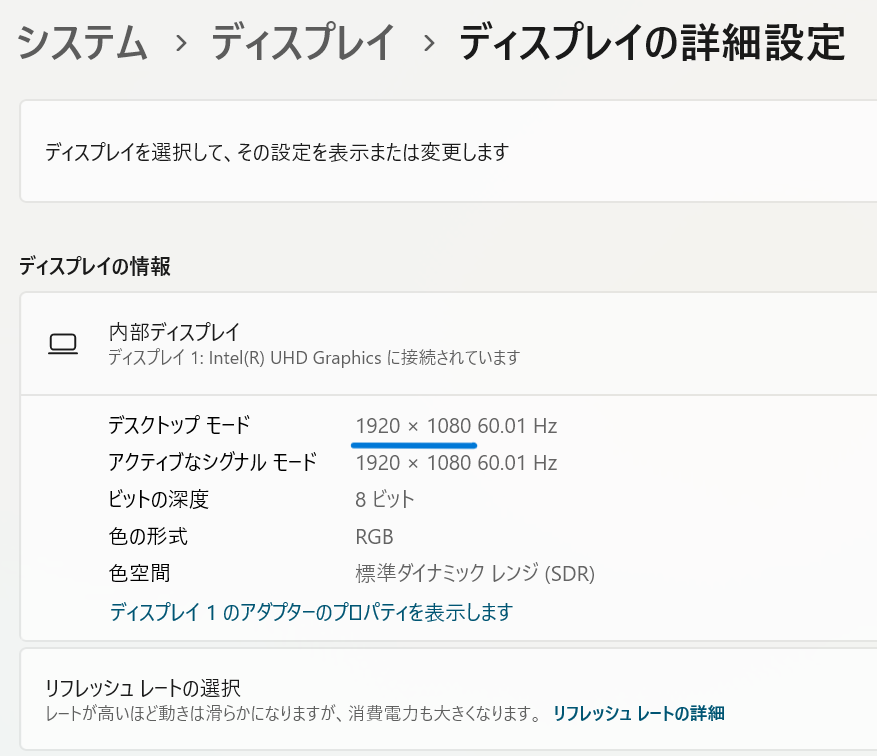 システム › ディスプレイ › ディスプレイの詳細設定
ディスプレイを選択して、その設定を表示または変更します
ディスプレイの情報
内部ディスプレイ
ディスプレイ 1: Intel(R) UHD Graphics に接続されています
デスクトップ モード 1920 × 1080 60.01 Hz
アクティブなシグナル モード 1920 × 1080 60.01 Hz
ビットの深度 8 ビット
色の形式 RGB
色空間 標準ダイナミック レンジ (SDR)
ディスプレイ 1 のアダプターのプロパティを表示します
リフレッシュ レートの選択
レートが高いほど動きは滑らかになりますが、消費電力も大きくなります。 リフレッシュ レートの詳細